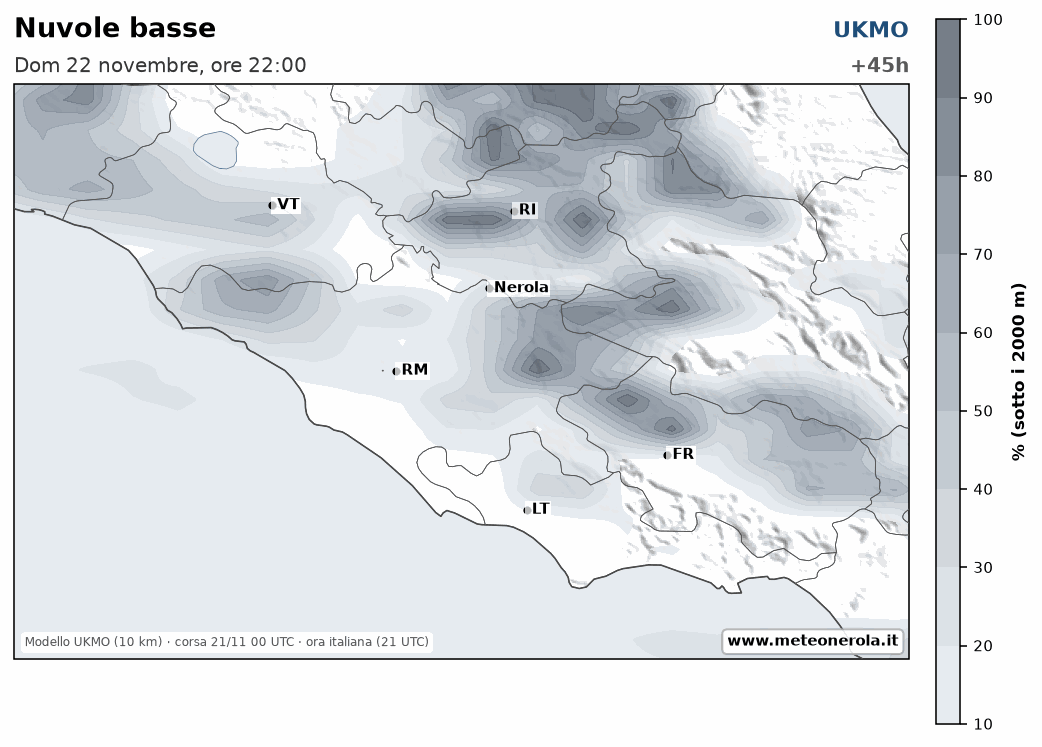 Nuvole basse
UKMO
Dom 22 novembre, ore 22:00
+45h
VT
RI
Nerola
RM
FR
LT
Modello UKMO (10 km) · corsa 21/11 00 UTC · ora italiana (21 UTC)
www.meteonerola.it
100
90
80
70
60
50
40
30
20
10
% (sotto i 2000 m)